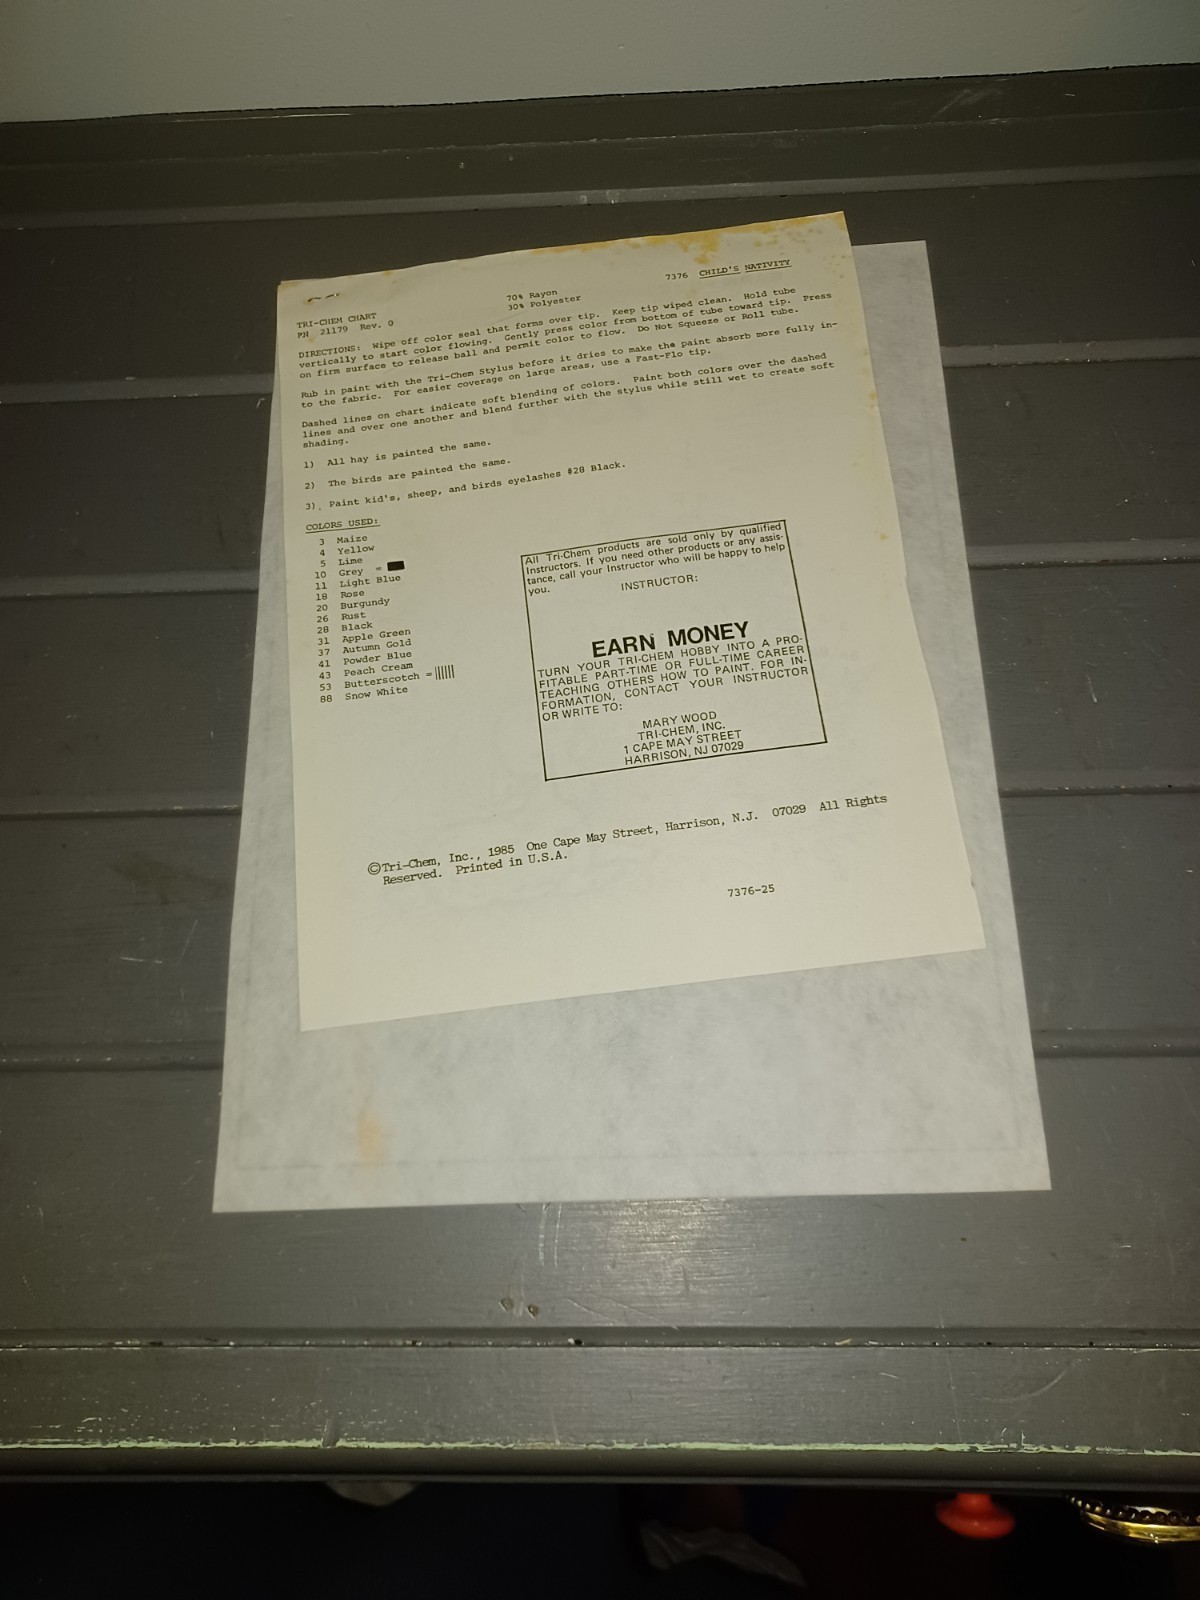 7376 CHILD'S NATIVITY
70% Rayon
30% Polyester
TRI-CHEM CHART
PN 21179 Rev. 0
DIRECTIONS: Wipe off color seal that forms over tip. Keep tip wiped clean. Hold tube
vertically to start color flowing. Gently press color from bottom of tube toward tip. Press
on firm surface to release ball and permit color to flow. Do Not Squeeze or Roll tube.
Rub in paint with the Tri-Chem Stylus before it dries to make the paint absorb more fully in-
to the fabric. For easier coverage on large areas, use a Fast-Flo tip.
Dashed lines on chart indicate soft blending of colors. Paint both colors over the dashed
lines and over one another and blend further with the stylus while still wet to create soft
shading.
1) All hay is painted the same.
2) The birds are painted the same.
3). Paint kid's, sheep, and birds eyelashes #28 Black.
COLORS USED:
3 Maize
4 Yellow
5 Lime
10 Grey =
11 Light Blue
18 Rose
20 Burgundy
26 Rust
28 Black
31 Apple Green
37 Autumn Gold
41 Powder Blue
43 Peach Cream
53 Butterscotch =
88 Snow White
All Tri-Chem products are sold only by qualified
Instructors. If you need other products or any assis-
tance, call your Instructor who will be happy to help
you.
INSTRUCTOR:
EARN MONEY
TURN YOUR TRI-CHEM HOBBY INTO A PRO-
FITABLE PART-TIME OR FULL-TIME CAREER
TEACHING OTHERS HOW TO PAINT. FOR IN-
FORMATION, CONTACT YOUR INSTRUCTOR
OR WRITE TO:
MARY WOOD
TRI-CHEM, INC.
1 CAPE MAY STREET
HARRISON, NJ 07029
©Tri-Chem, Inc., 1985 One Cape May Street, Harrison, N.J. 07029 All Rights
Reserved. Printed in U.S.A.
7376-25